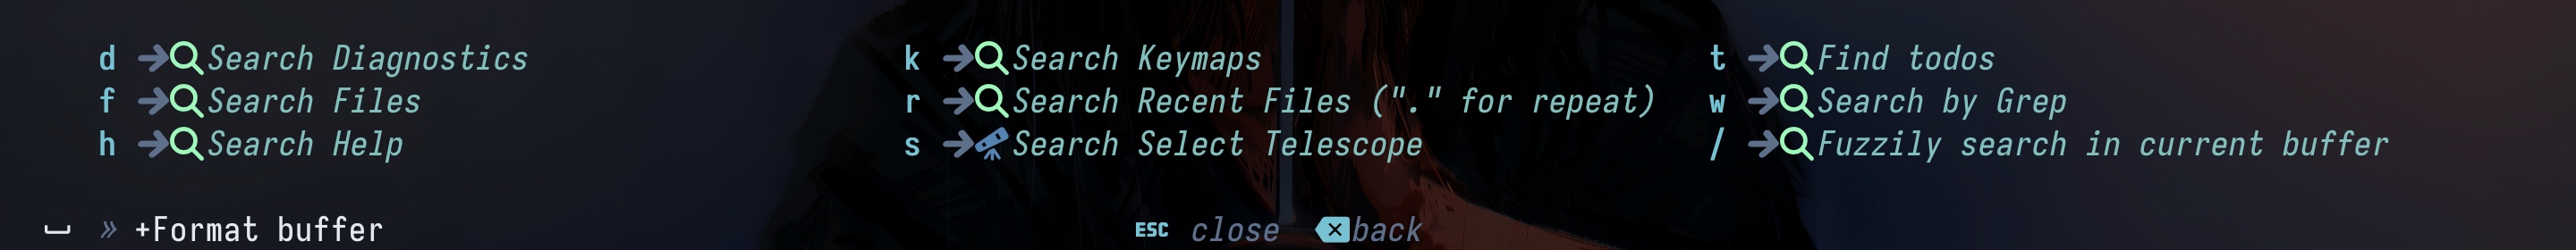 d Search Diagnostics
f Search Files
h Search Help
k Search Keymaps
r Search Recent Files ("." for repeat)
s Search Select Telescope
t Find todos
w Search by Grep
/ Fuzzily search in current buffer
» +Format buffer
ESC close back